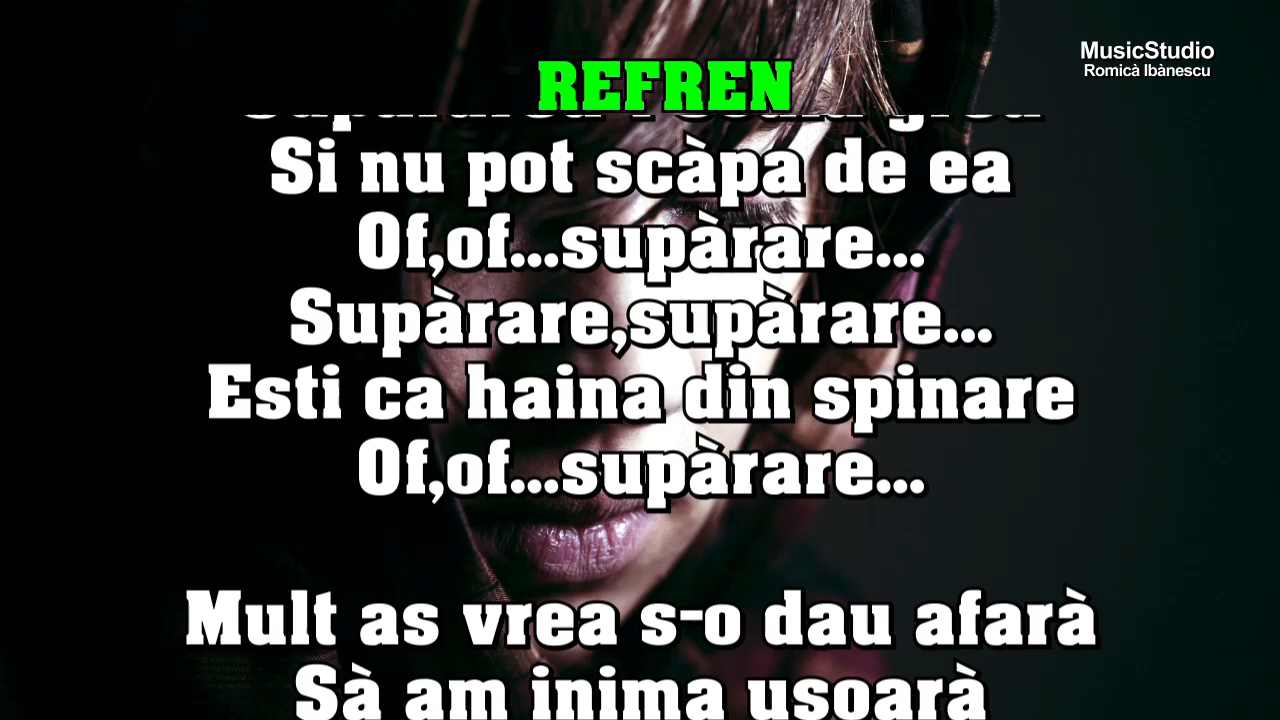 MusicStudio
Romicà Ibànescu
REFREN
Si nu pot scàpa de ea
Of,of...supàrare...
Supàrare,supàrare...
Esti ca haina din spinare
Of,of...supàrare...
Mult as vrea s-o dau afarà
Sà am inima usoarà